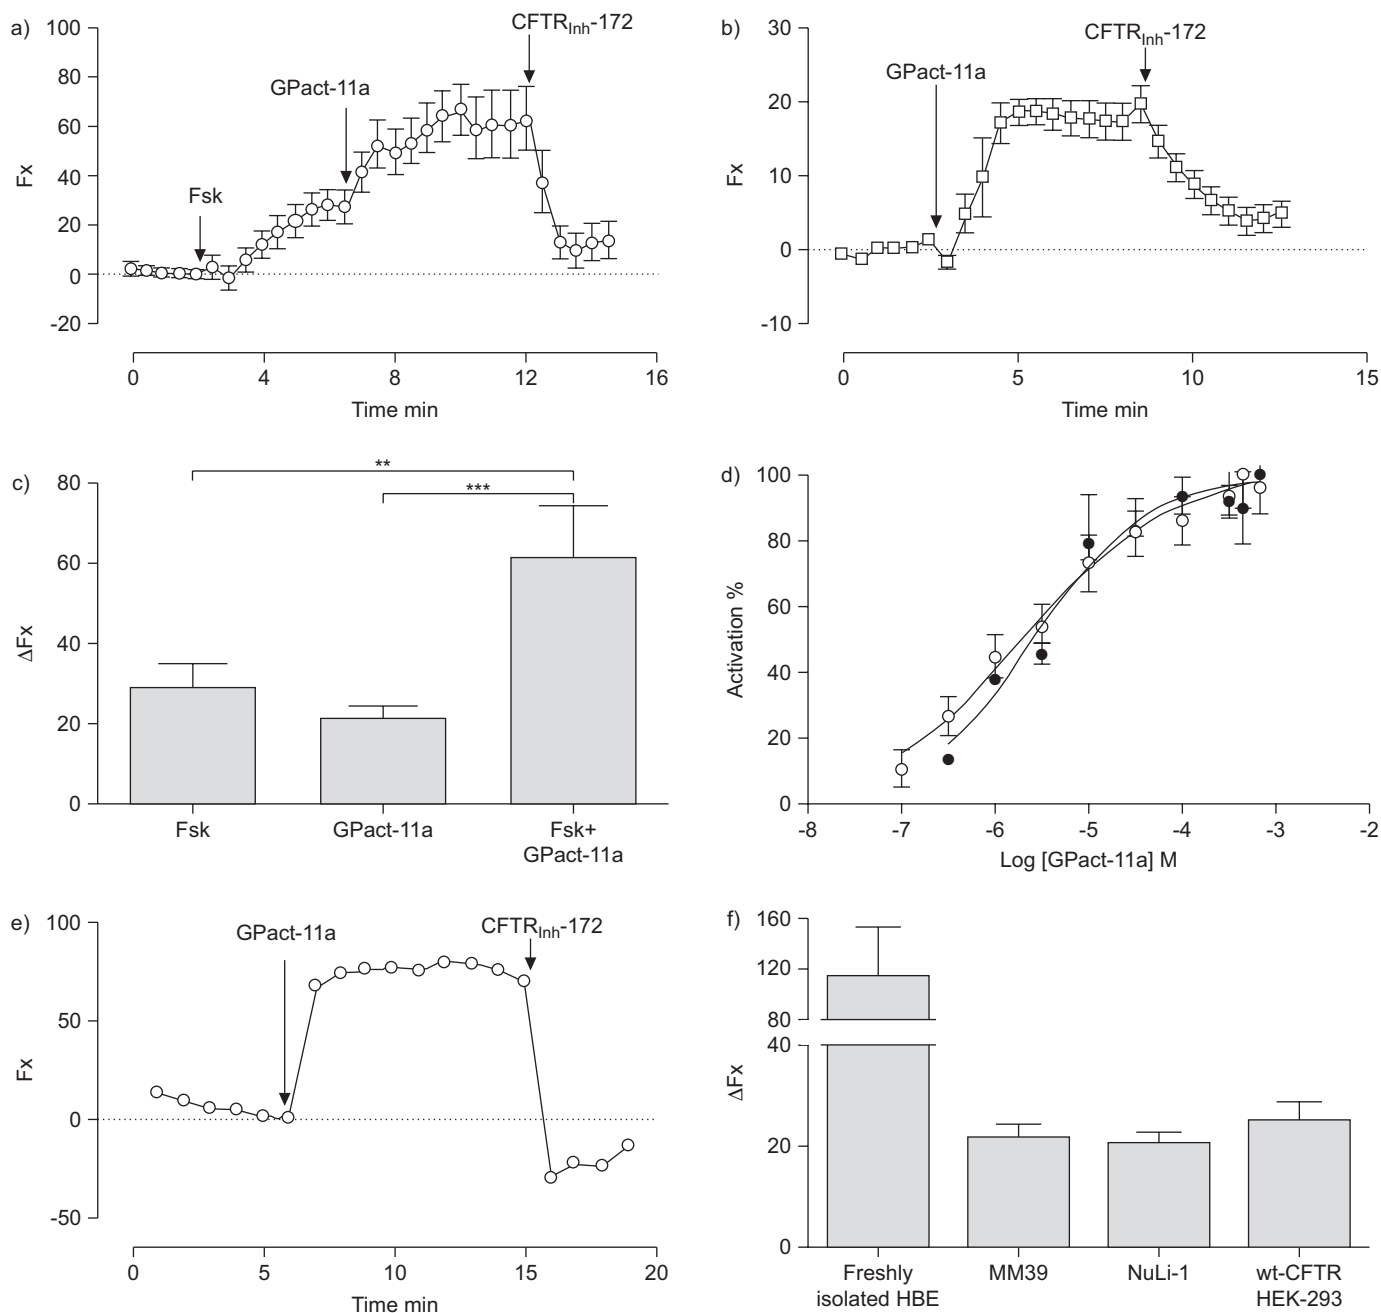 a)
100
80
60
40
20
0
-20
Fx
Fsk
GPact-11a
CFTRInh-172
0 4 8 12 16
Time min
b)
30
20
10
0
-10
Fx
GPact-11a
CFTRInh-172
0 5 10 15
Time min
c)
80
60
40
20
0
ΔFx
**
***
Fsk GPact-11a Fsk+
GPact-11a
d)
100
80
60
40
20
0
Activation %
-8 -7 -6 -5 -4 -3 -2
Log [GPact-11a] M
e)
100
50
0
-50
Fx
GPact-11a
CFTRInh-172
0 5 10 15 20
Time min
f)
160
120
80
40
20
0
ΔFx
Freshly MM39 NuLi-1 wt-CFTR
isolated HBE HEK-293